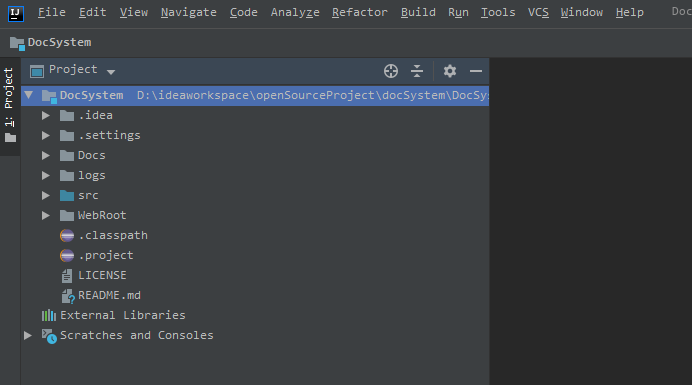 IJ File Edit View Navigate Code Analyze Refactor Build Run Tools VCS Window Help Doc
DocSystem
1: Project
Project
DocSystem D:\ideaworkspace\openSourceProject\docSystem\DocSys
.idea
.settings
Docs
logs
src
WebRoot
.classpath
.project
LICENSE
README.md
External Libraries
Scratches and Consoles